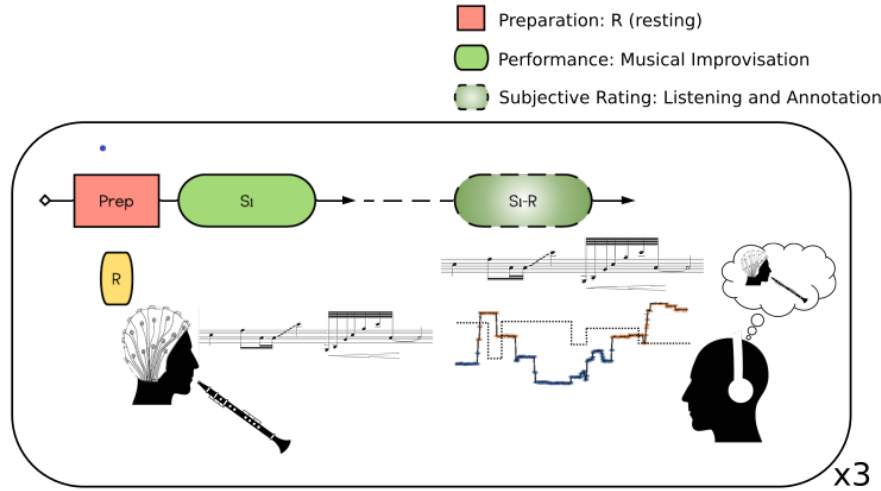 Preparation: R (resting)
Performance: Musical Improvisation
Subjective Rating: Listening and Annotation
Prep
S1
S1-R
R
x3